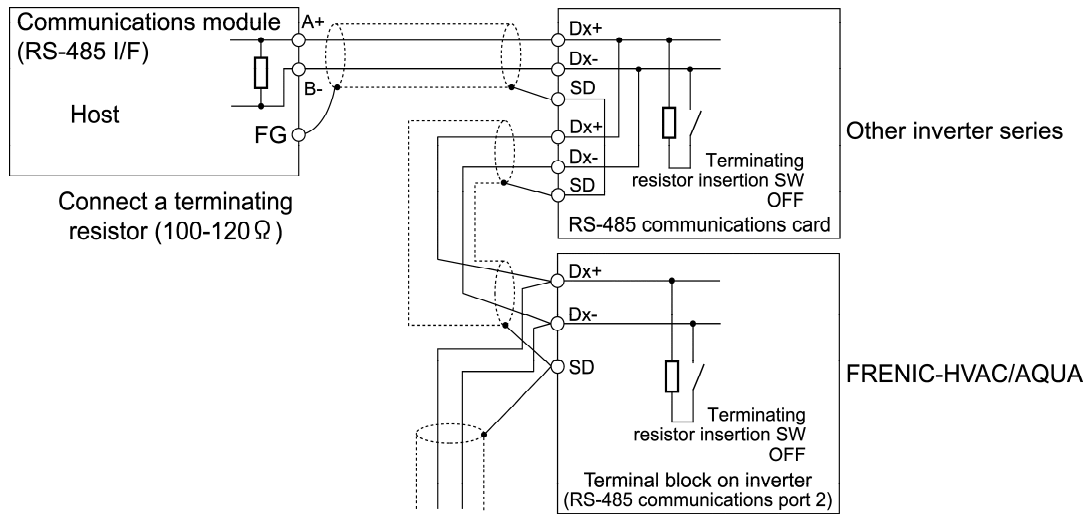 Communications module
(RS-485 I/F)
Host
A+
B-
FG
Connect a terminating
resistor (100-120Ω)
Dx+
Dx-
SD
Dx+
Dx-
SD
Terminating
resistor insertion SW
OFF
RS-485 communications card
Other inverter series
Dx+
Dx-
SD
Terminating
resistor insertion SW
OFF
Terminal block on inverter
(RS-485 communications port 2)
FRENIC-HVAC/AQUA